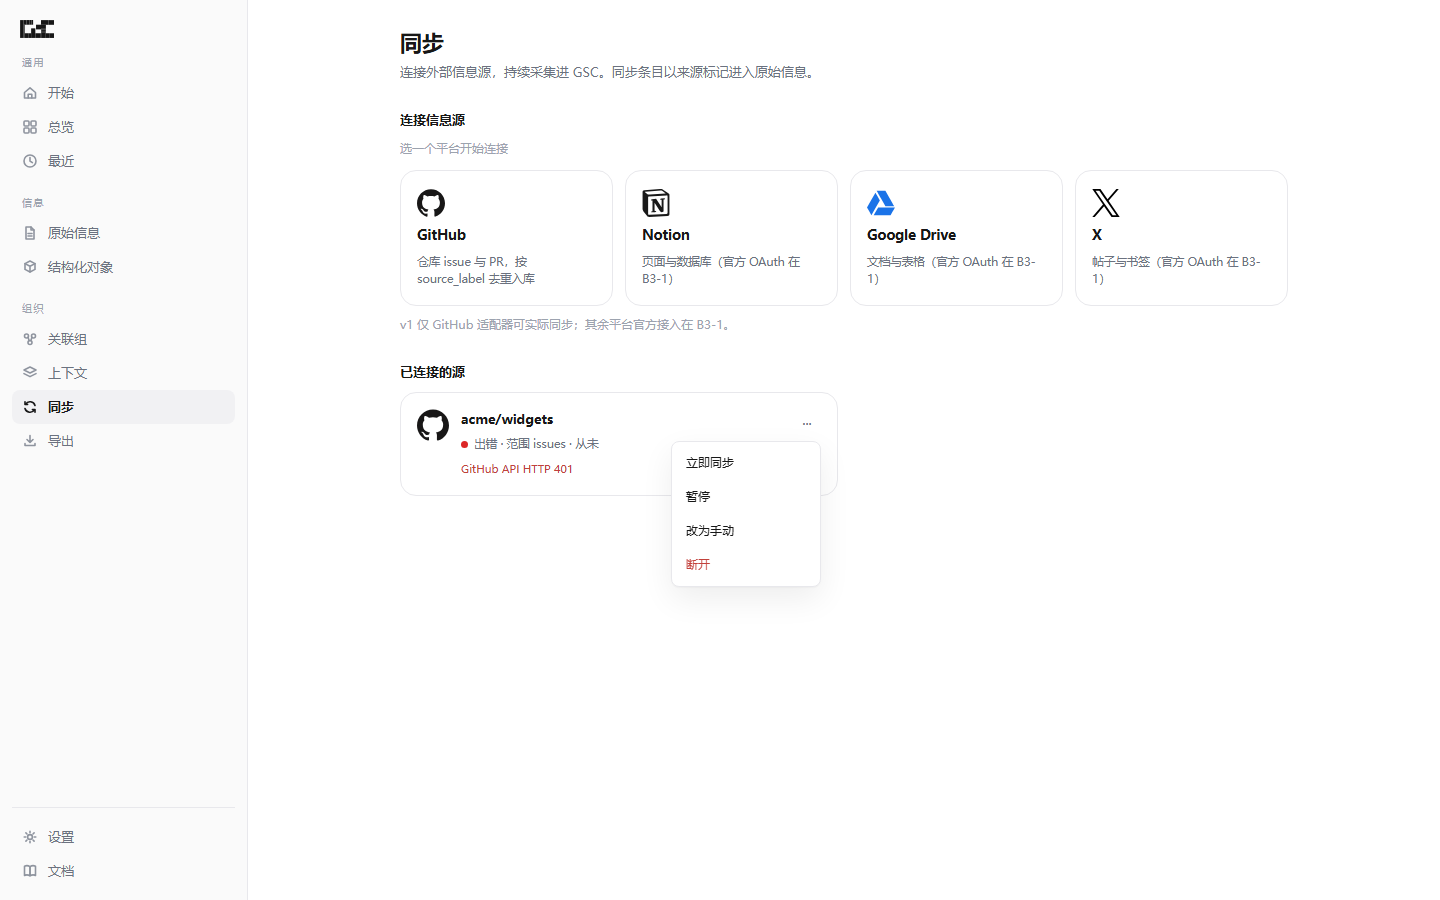 GSC
通用
开始
总览
最近
信息
原始信息
结构化对象
组织
关联组
上下文
同步
导出
设置
文档
同步
连接外部信息源，持续采集进 GSC。同步条目以来源标记进入原始信息。
连接信息源
选一个平台开始连接
GitHub
仓库 issue 与 PR，按
source_label 去重入库
Notion
页面与数据库（官方 OAuth 在
B3-1）
Google Drive
文档与表格（官方 OAuth 在 B3-
1）
X
帖子与书签（官方 OAuth 在 B3-
1）
v1 仅 GitHub 适配器可实际同步；其余平台官方接入在 B3-1。
已连接的源
acme/widgets
...
出错 · 范围 issues · 从未
GitHub API HTTP 401
立即同步
暂停
改为手动
断开